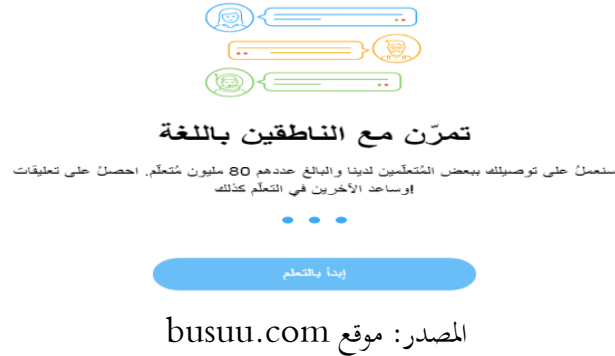 تمرّن مع الناطقين باللغة
سنعملُ على توصيلك ببعض المُتعلّمين لدينا والبالغ عددهم 80 مليون مُتعلّم. احصلْ على تعليقات
وساعد الآخرين في التعلّم كذلك!
إبدأ بالتعلم
المصدر: موقع busuu.com